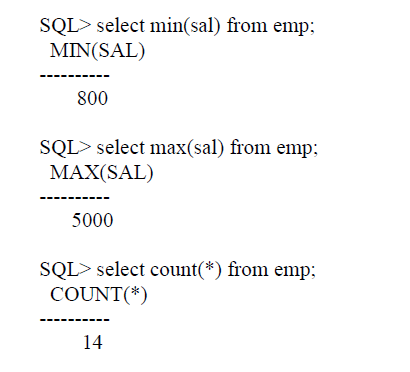 SQL> select min(sal) from emp;
MIN(SAL)
----------
800
SQL> select max(sal) from emp;
MAX(SAL)
----------
5000
SQL> select count(*) from emp;
COUNT(*)
----------
14